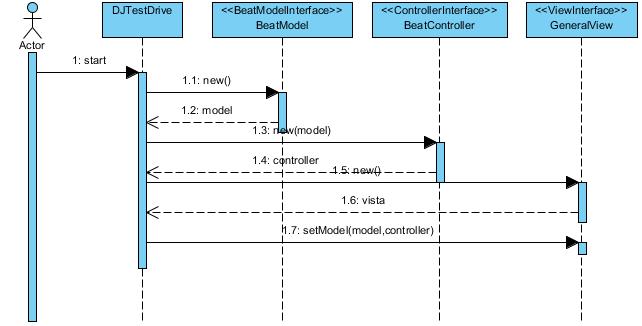 DJTestDrive
<<BeatModelInterface>>
BeatModel
<<ControllerInterface>>
BeatController
<<ViewInterface>>
GeneralView
Actor
1: start
1.1: new()
1.2: model
1.3: new(model)
1.4: controller
1.5: new()
1.6: vista
1.7: setModel(model,controller)